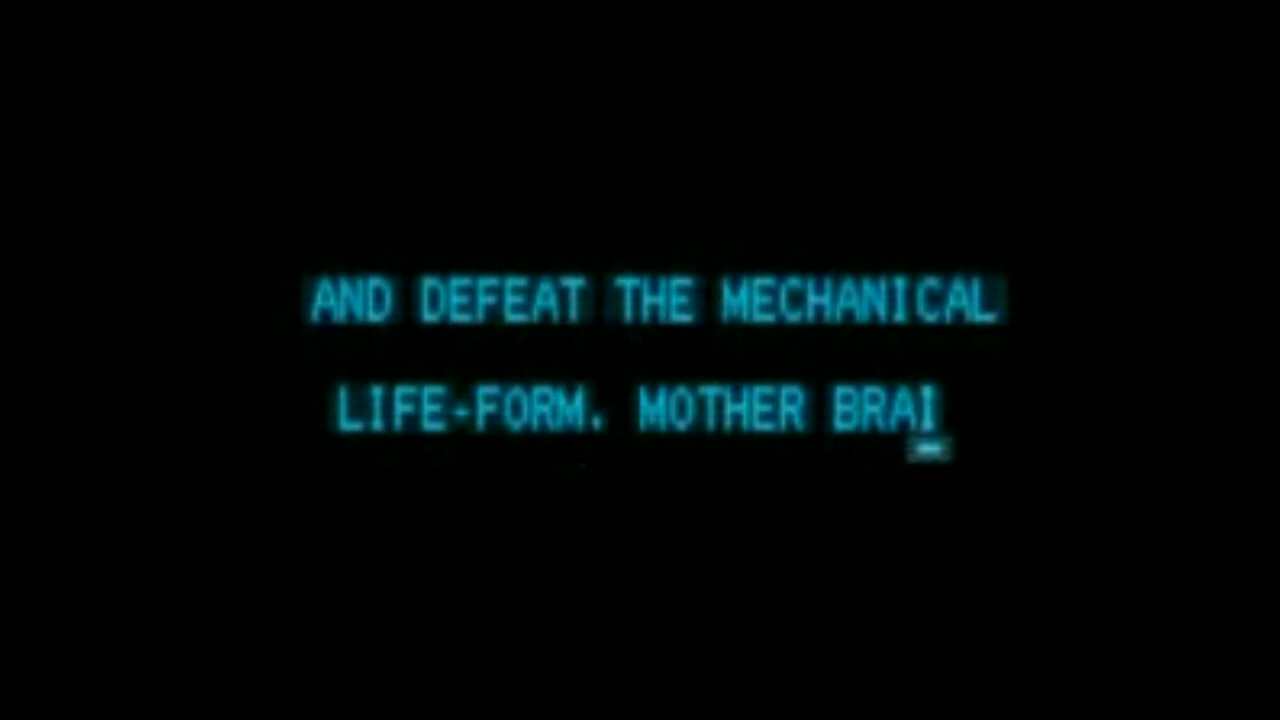 AND DEFEAT THE MECHANICAL
LIFE-FORM. MOTHER BRAI